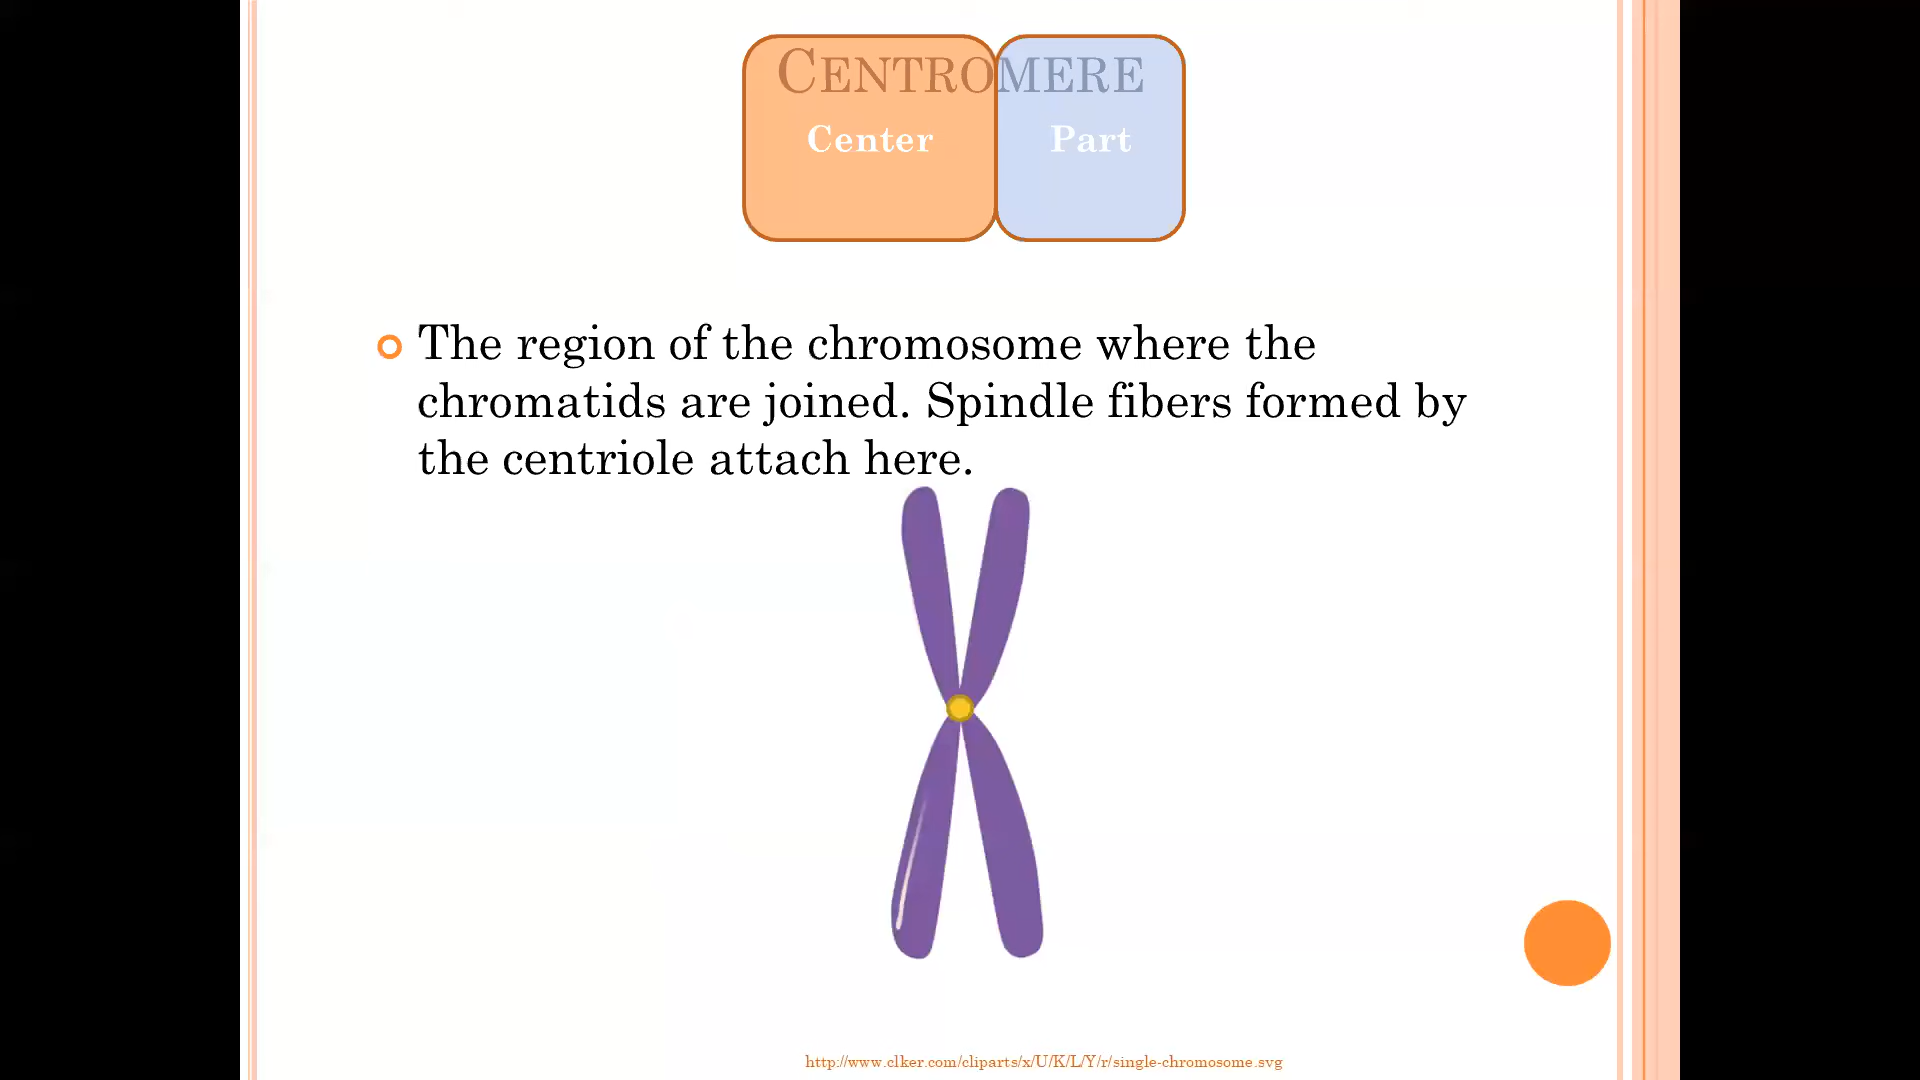 CENTROMERE
Center Part
The region of the chromosome where the
chromatids are joined. Spindle fibers formed by
the centriole attach here.
http://www.clker.com/cliparts/x/U/K/L/Y/r/single-chromosome.svg